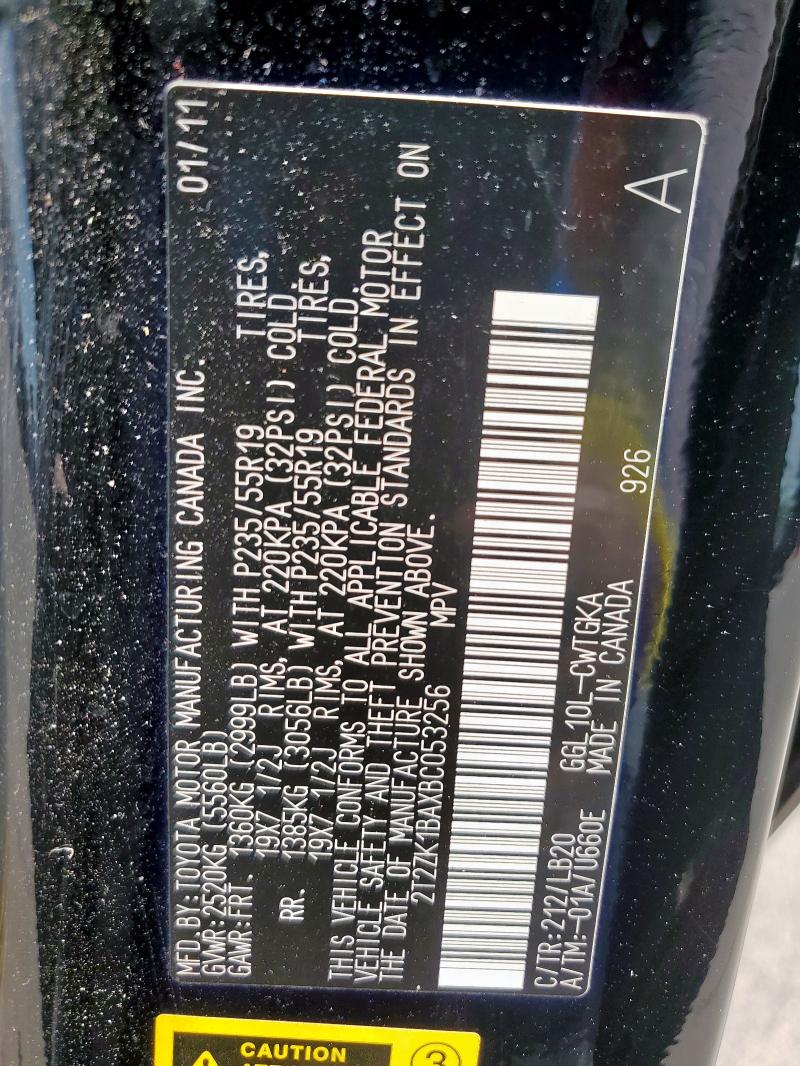 MFD. BY: TOYOTA MOTOR MANUFACTURING CANADA INC. 01/11
GVWR: 2520KG (5560LB)
GAWR: FRT. 1360KG (2999LB) WITH P235/55R19 TIRES,
19X7 1/2J RIMS, AT 220KPA (32PSI) COLD.
RR. 1385KG (3056LB) WITH P235/55R19 TIRES,
19X7 1/2J RIMS, AT 220KPA (32PSI) COLD.
THIS VEHICLE CONFORMS TO ALL APPLICABLE FEDERAL MOTOR
VEHICLE SAFETY AND THEFT PREVENTION STANDARDS IN EFFECT ON
THE DATE OF MANUFACTURE SHOWN ABOVE.
2T2ZK1BAXBC053256 MPV
C/TR: 212/LB20 GGL10L-CWTGKA 926
A/TM: -01A/U660E MADE IN CANADA
A
CAUTION
3